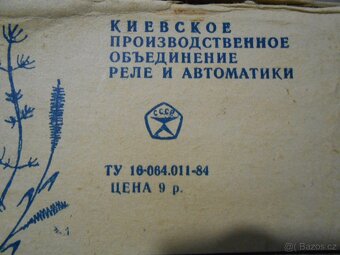 КИЕВСКОЕ
ПРОИЗВОДСТВЕННОЕ
ОБЪЕДИНЕНИЕ
РЕЛЕ И АВТОМАТИКИ
СССР
ТУ 16-064.011-84
ЦЕНА 9 р.
Bazos.cz